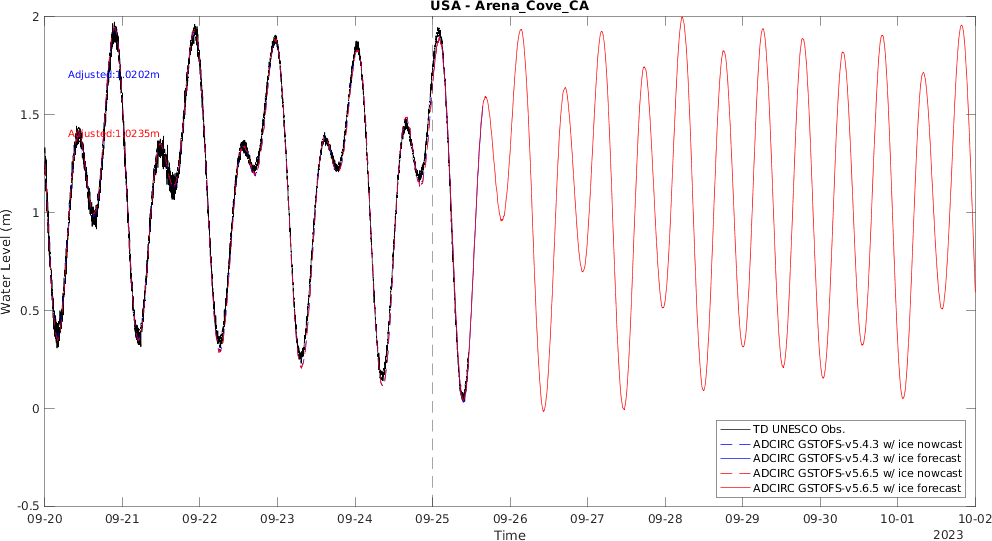 USA - Arena_Cove_CA
2
1.5
1
0.5
0
-0.5
Water Level (m)
Adjusted:1.0202m
Adjusted:1.0235m
TD UNESCO Obs.
ADCIRC GSTOFS-v5.4.3 w/ ice nowcast
ADCIRC GSTOFS-v5.4.3 w/ ice forecast
ADCIRC GSTOFS-v5.6.5 w/ ice nowcast
ADCIRC GSTOFS-v5.6.5 w/ ice forecast
09-20 09-21 09-22 09-23 09-24 09-25 09-26 09-27 09-28 09-29 09-30 10-01 10-02
Time
2023